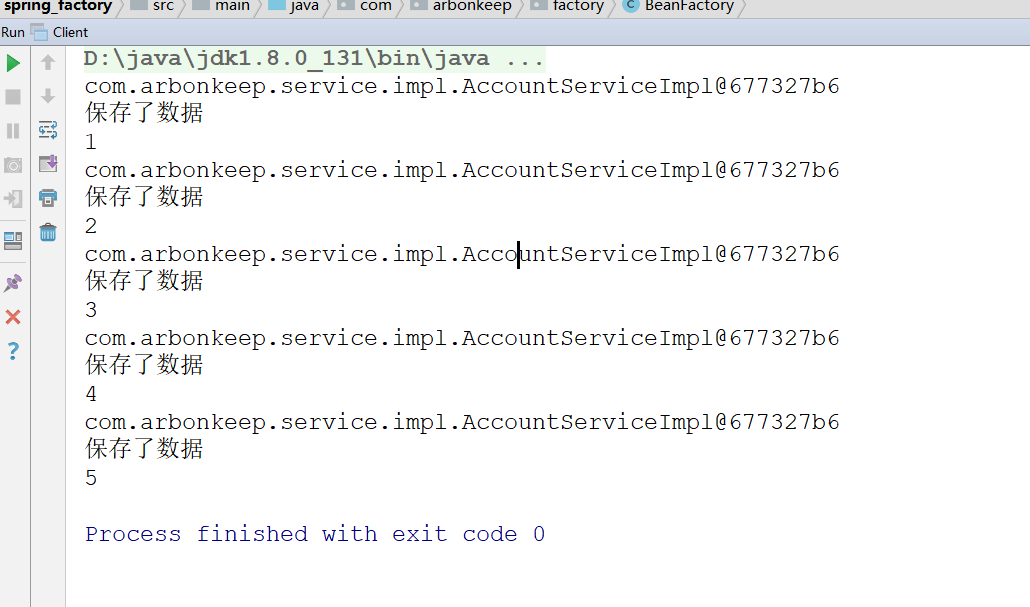 spring_factory src main java com arbonkeep factory BeanFactory
Run Client
D:\java\jdk1.8.0_131\bin\java ...
com.arbonkeep.service.impl.AccountServiceImpl@677327b6
保存了数据
1
com.arbonkeep.service.impl.AccountServiceImpl@677327b6
保存了数据
2
com.arbonkeep.service.impl.AccountServiceImpl@677327b6
保存了数据
3
com.arbonkeep.service.impl.AccountServiceImpl@677327b6
保存了数据
4
com.arbonkeep.service.impl.AccountServiceImpl@677327b6
保存了数据
5
Process finished with exit code 0